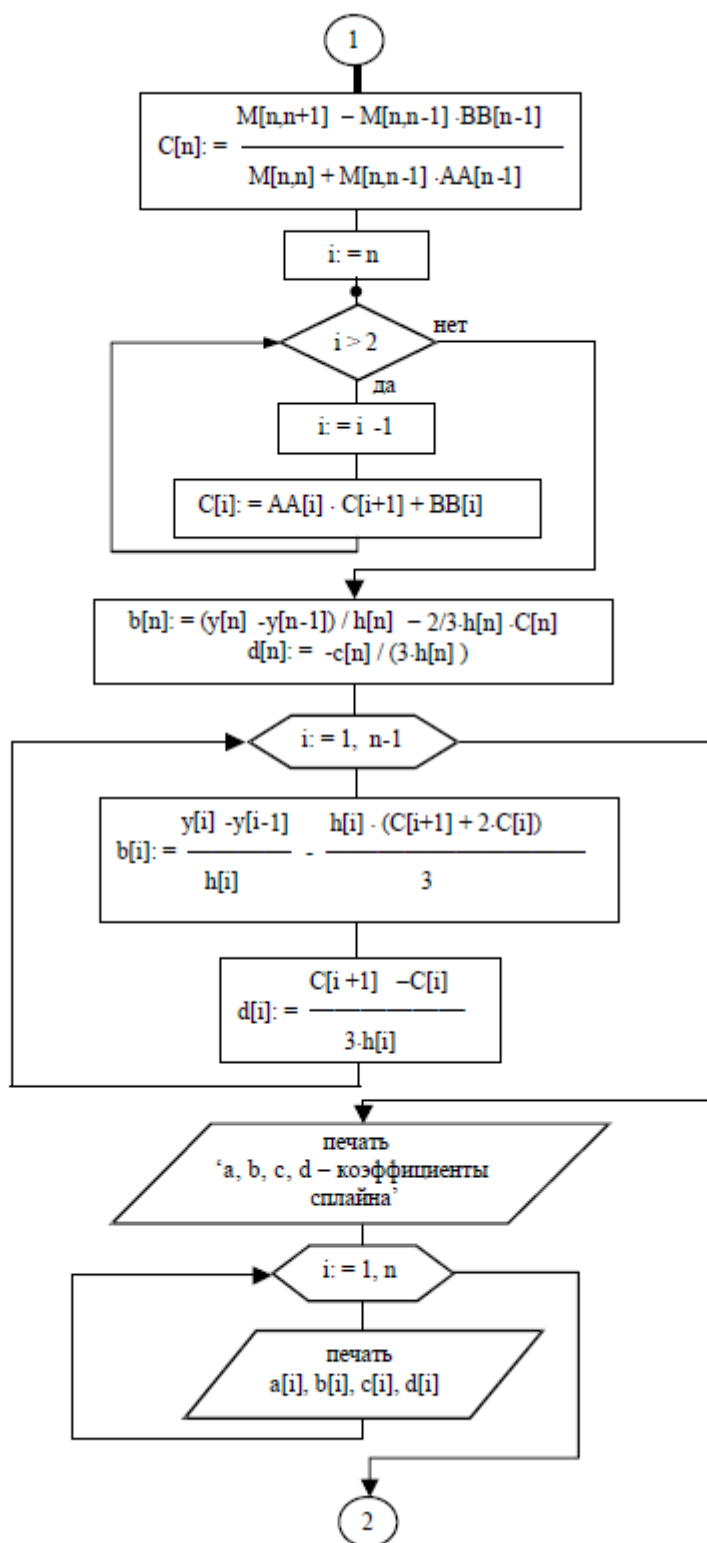 1
M[n,n+1] – M[n,n-1] ·BB[n-1]
C[n]: =
M[n,n] + M[n,n-1] ·AA[n-1]
i: = n
i > 2
нет
да
i: = i -1
C[i]: = AA[i] · C[i+1] + BB[i]
b[n]: = (y[n] -y[n-1]) / h[n] – 2/3·h[n] ·C[n]
d[n]: = -c[n] / (3·h[n] )
i: = 1, n-1
y[i] -y[i-1] h[i] · (C[i+1] + 2·C[i])
b[i]: = -
h[i] 3
C[i +1] –C[i]
d[i]: =
3·h[i]
печать
‘a, b, c, d – коэффициенты
сплайна’
i: = 1, n
печать
a[i], b[i], c[i], d[i]
2